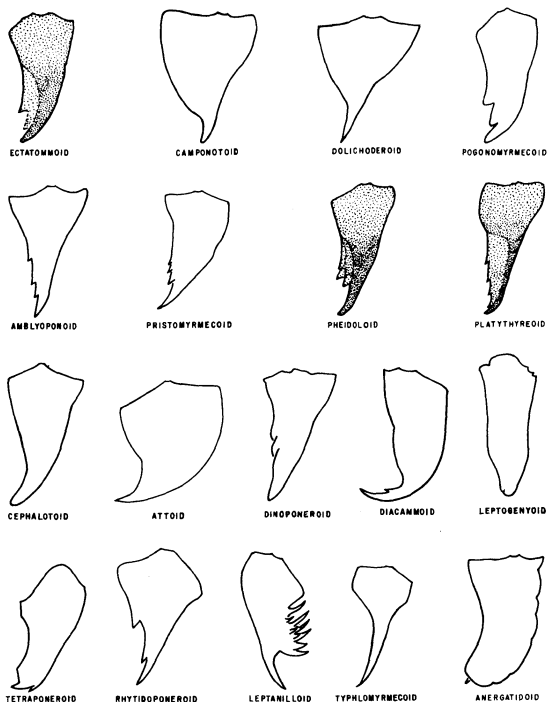 ECTATOMMOID
CAMPONOTOID
DOLICHODEROID
POGONOMYRMECOID
AMBLYOPONOID
PRISTOMYRMECOID
PHEIDOLOID
PLATYTHYREOID
CEPHALOTOID
ATTOID
DINOPONEROID
DIACAMMOID
LEPTOGENYOID
TETRAPONEROID
RHYTIDOPONEROID
LEPTANILLOID
TYPHLOMYRMECOID
ANERGATIDOID